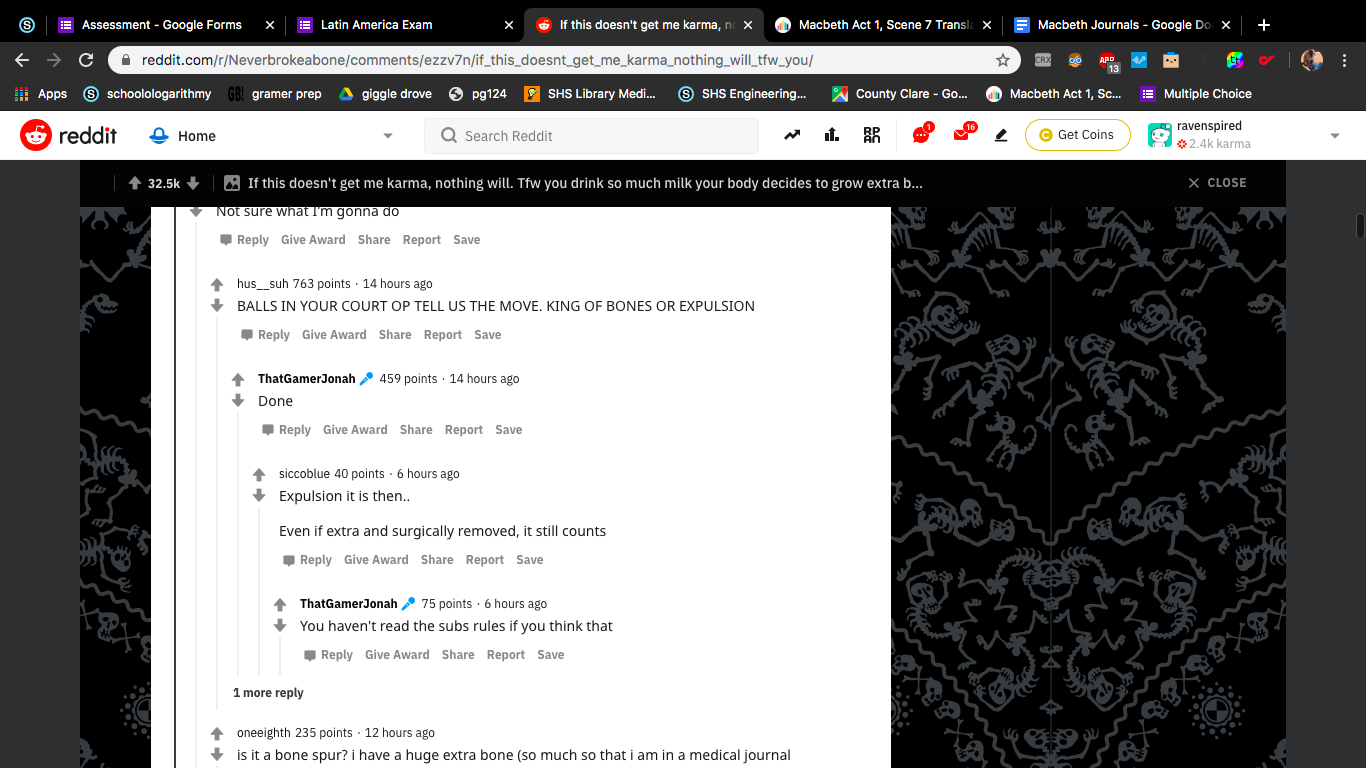 Assessment - Google Forms
Latin America Exam
If this doesn't get me karma, n
Macbeth Act 1, Scene 7 Transla
Macbeth Journals - Google Do
reddit.com/r/Neverbrokeabone/comments/ezzv7n/if_this_doesnt_get_me_karma_nothing_will_tfw_you/
CRX
ABP
13
Apps
schoolologarithmy
GB!
gramer prep
giggle drove
pg124
SHS Library Medi...
SHS Engineering...
County Clare - Go...
Macbeth Act 1, Sc...
Multiple Choice
reddit
Home
Search Reddit
1
16
C
Get Coins
ravenspired
2.4k karma
32.5k
If this doesn't get me karma, nothing will. Tfw you drink so much milk your body decides to grow extra b...
CLOSE
Not sure what I'm gonna do
Reply Give Award Share Report Save
hus__suh 763 points · 14 hours ago
BALLS IN YOUR COURT OP TELL US THE MOVE. KING OF BONES OR EXPULSION
Reply Give Award Share Report Save
ThatGamerJonah 459 points · 14 hours ago
Done
Reply Give Award Share Report Save
siccoblue 40 points · 6 hours ago
Expulsion it is then..
Even if extra and surgically removed, it still counts
Reply Give Award Share Report Save
ThatGamerJonah 75 points · 6 hours ago
You haven't read the subs rules if you think that
Reply Give Award Share Report Save
1 more reply
oneeighth 235 points · 12 hours ago
is it a bone spur? i have a huge extra bone (so much so that i am in a medical journal